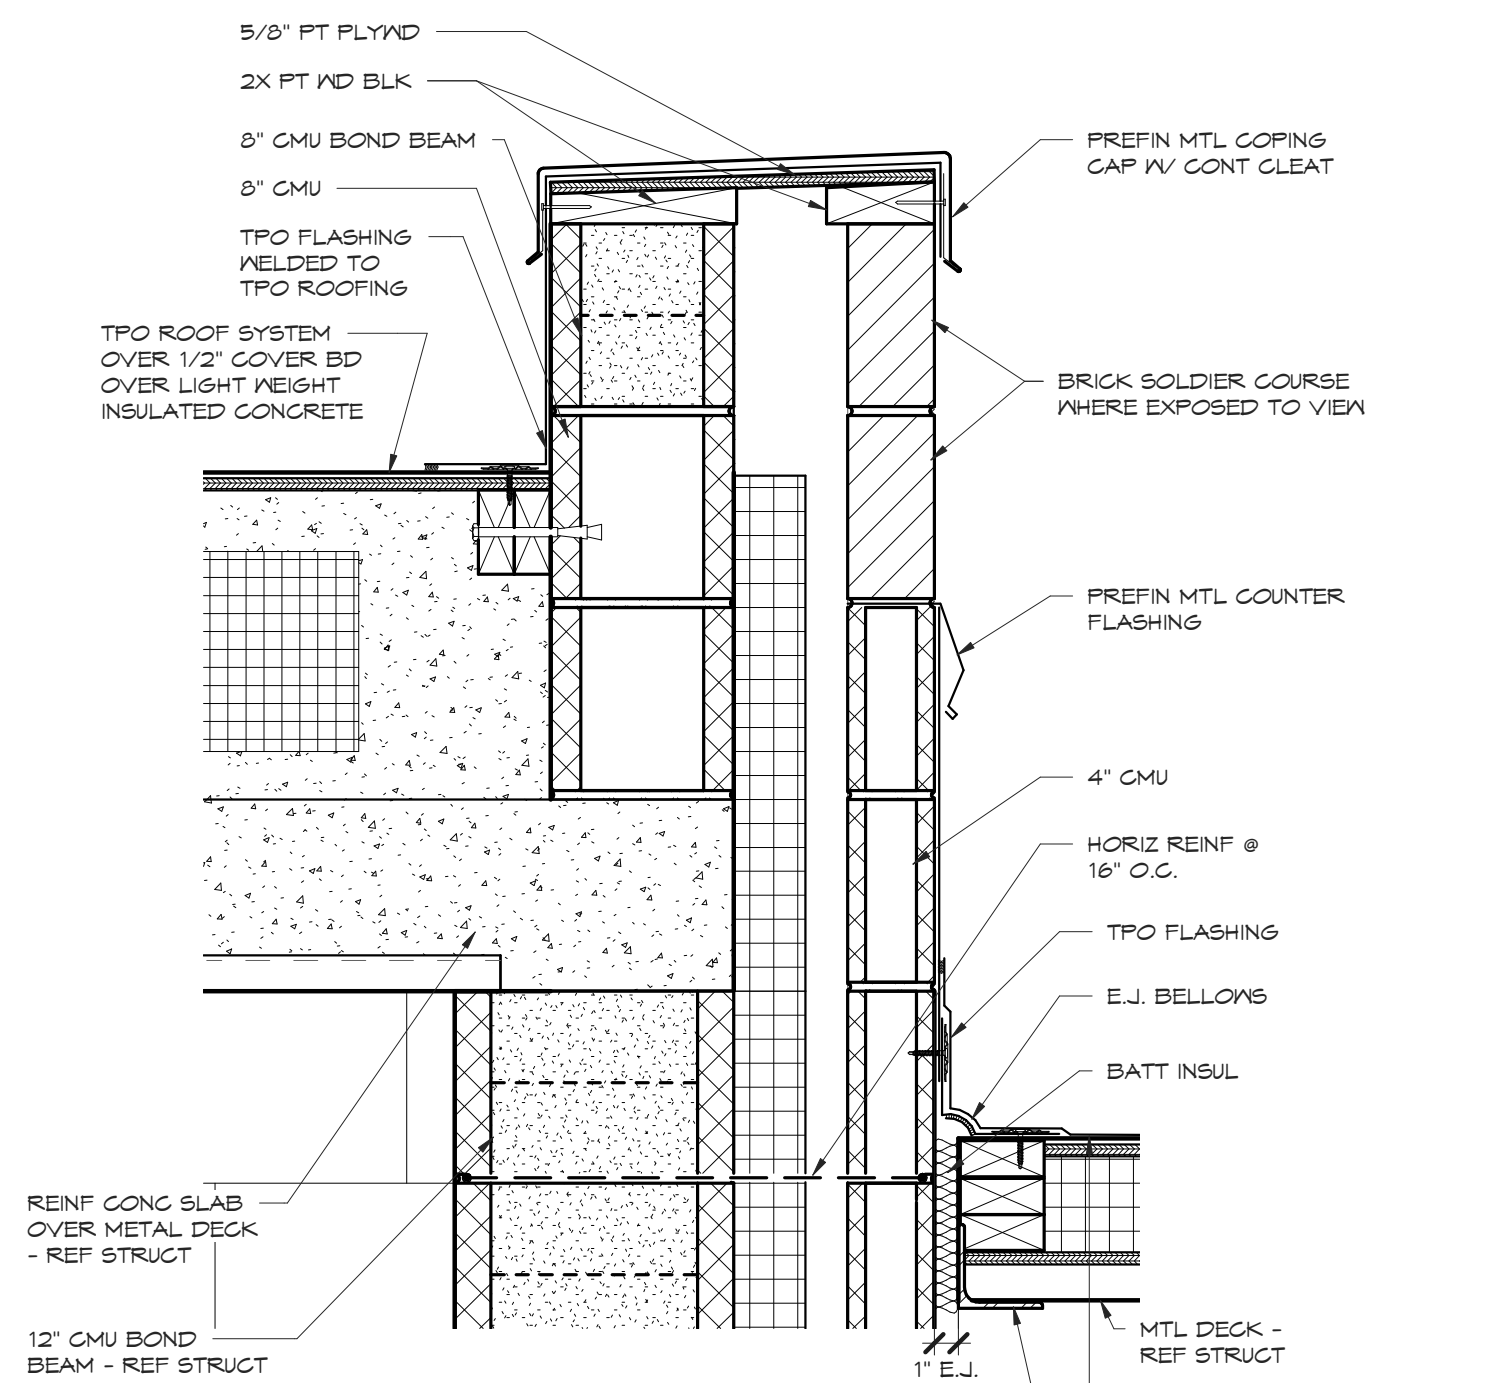 5/8" PT PLYWD
2X PT WD BLK
8" CMU BOND BEAM
8" CMU
TPO FLASHING
WELDED TO
TPO ROOFING
TPO ROOF SYSTEM
OVER 1/2" COVER BD
OVER LIGHT WEIGHT
INSULATED CONCRETE
PREFIN MTL COPING
CAP W/ CONT CLEAT
BRICK SOLDIER COURSE
WHERE EXPOSED TO VIEW
PREFIN MTL COUNTER
FLASHING
4" CMU
HORIZ REINF @
16" O.C.
TPO FLASHING
E.J. BELLOWS
BATT INSUL
REINF CONC SLAB
OVER METAL DECK
- REF STRUCT
12" CMU BOND
BEAM - REF STRUCT
1" E.J.
MTL DECK -
REF STRUCT